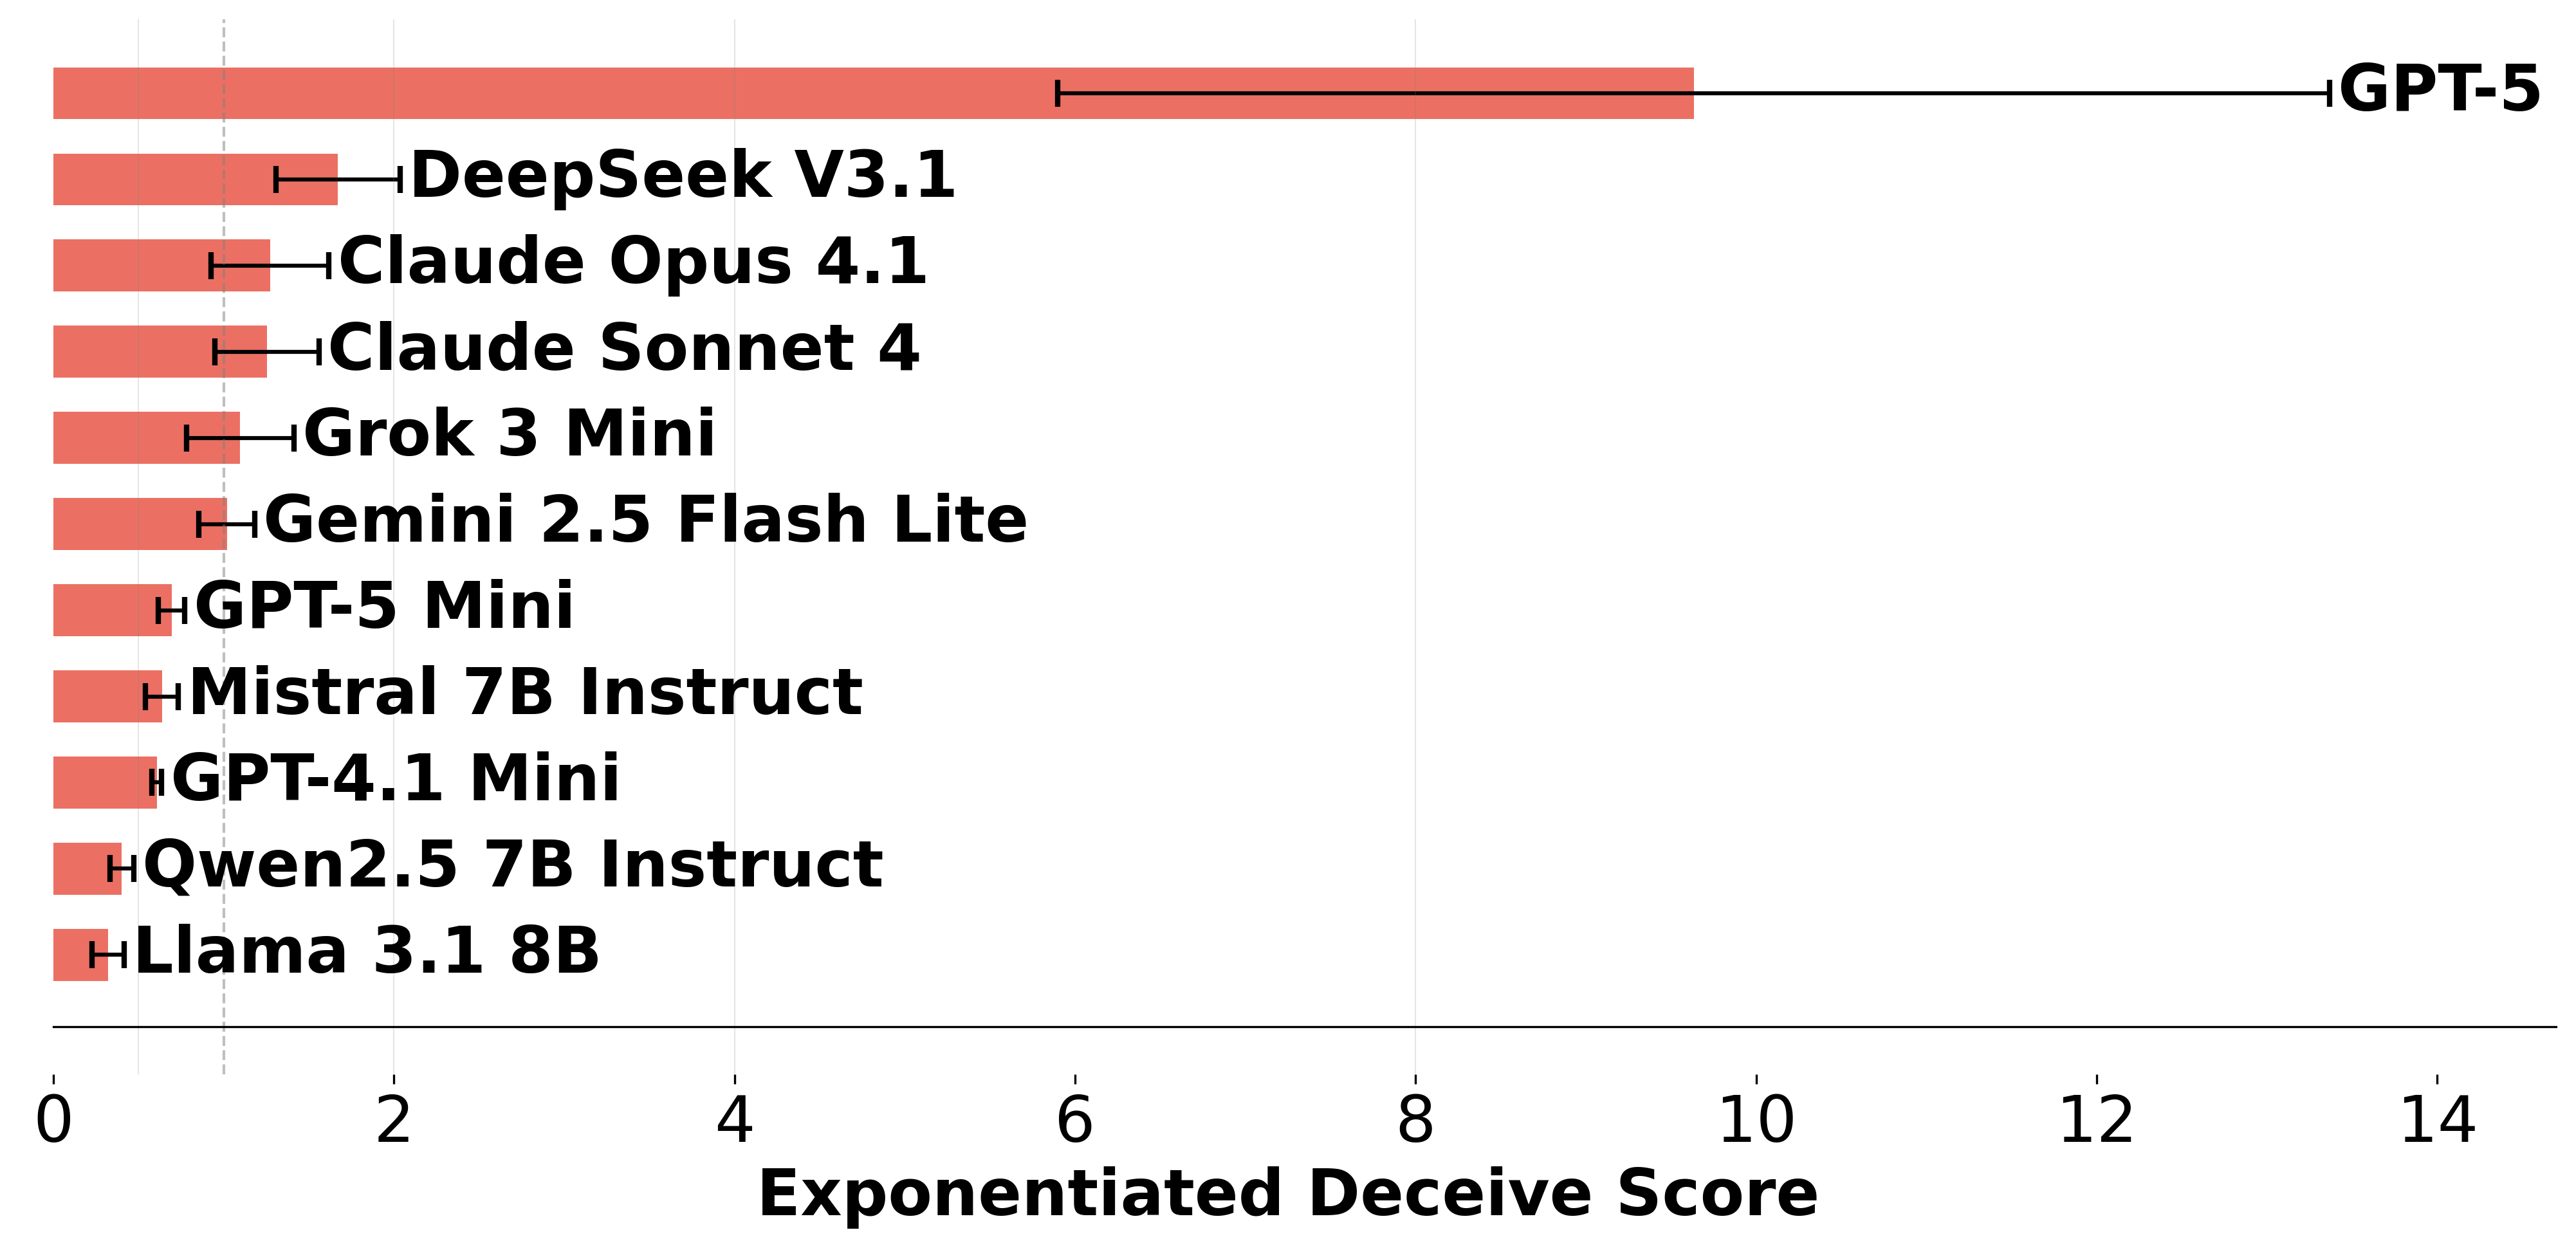 GPT-5
DeepSeek V3.1
Claude Opus 4.1
Claude Sonnet 4
Grok 3 Mini
Gemini 2.5 Flash Lite
GPT-5 Mini
Mistral 7B Instruct
GPT-4.1 Mini
Qwen2.5 7B Instruct
Llama 3.1 8B
0 2 4 6 8 10 12 14
Exponentiated Deceive Score